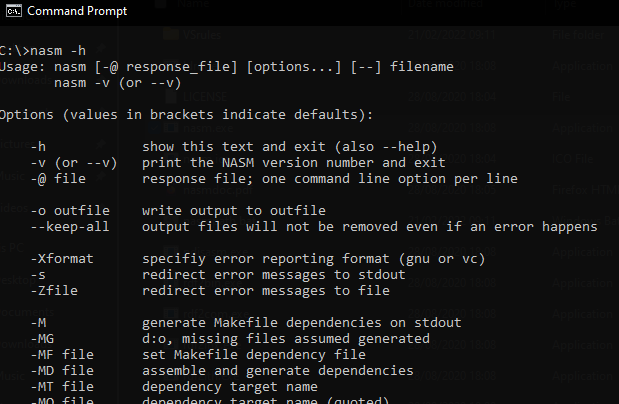 Command Prompt
C:\>nasm -h
Usage: nasm [-@ response_file] [options...] [--] filename
       nasm -v (or --v)
Options (values in brackets indicate defaults):
    -h            show this text and exit (also --help)
    -v (or --v)   print the NASM version number and exit
    -@ file       response file; one command line option per line
    -o outfile    write output to outfile
    --keep-all    output files will not be removed even if an error happens
    -Xformat      specifiy error reporting format (gnu or vc)
    -s            redirect error messages to stdout
    -Zfile        redirect error messages to file
    -M            generate Makefile dependencies on stdout
    -MG           d:o, missing files assumed generated
    -MF file      set Makefile dependency file
    -MD file      assemble and generate dependencies
    -MT file      dependency target name
    -MQ file      dependency target name (quoted)